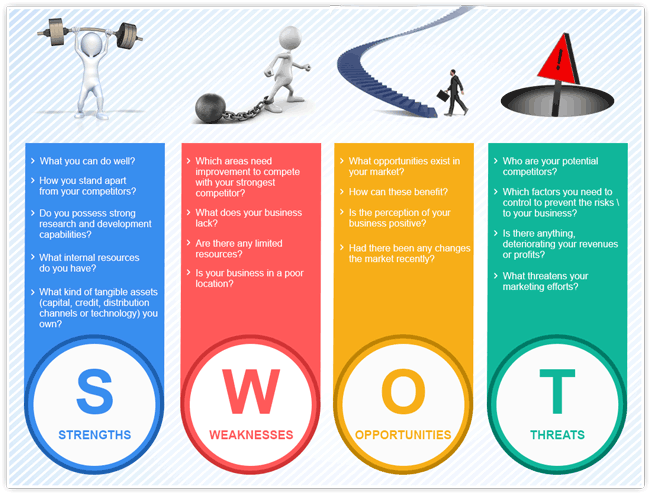 What you can do well?
How you stand apart
from your competitors?
Do you possess strong
research and development
capabilities?
What internal resources
do you have?
What kind of tangible assets
(capital, credit, distribution
channels or technology) you
own?
S
STRENGTHS
Which areas need
improvement to compete
with your strongest
competitor?
What does your business
lack?
Are there any limited
resources?
Is your business in a poor
location?
W
WEAKNESSES
What opportunities exist in
your market?
How can these benefit?
Is the perception of your
business positive?
Had there been any changes
the market recently?
O
OPPORTUNITIES
!
Who are your potential
competitors?
Which factors you need to
control to prevent the risks \
to your business?
Is there anything,
deteriorating your revenues
or profits?
What threatens your
marketing efforts?
T
THREATS